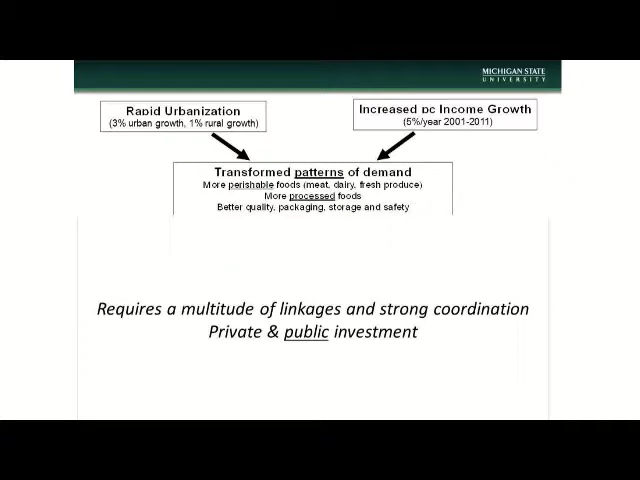 MICHIGAN STATE
UNIVERSITY
Rapid Urbanization
(3% urban growth, 1% rural growth)
Increased pc Income Growth
(5%/year 2001-2011)
Transformed patterns of demand
More perishable foods (meat, dairy, fresh produce)
More processed foods
Better quality, packaging, storage and safety
Requires a multitude of linkages and strong coordination
Private & public investment